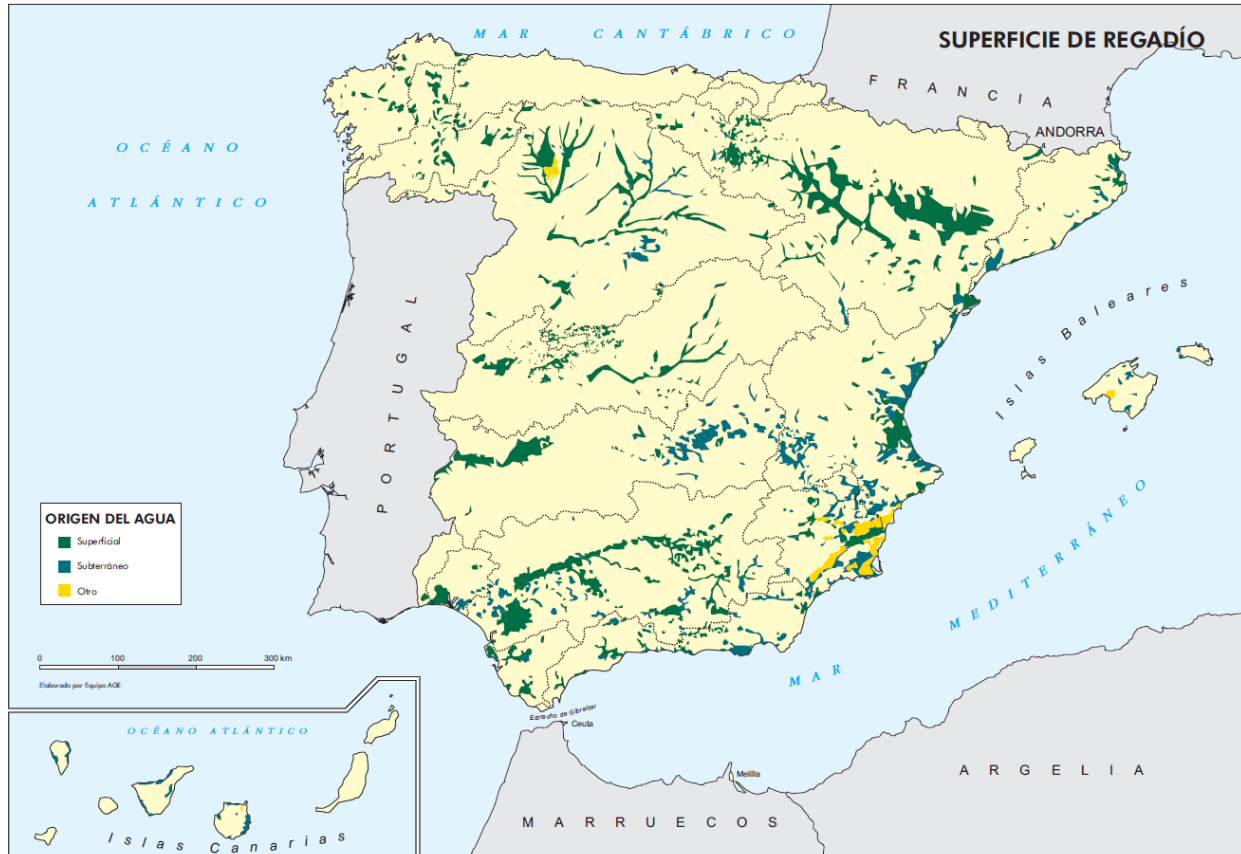 MAR CANTÁBRICO
SUPERFICIE DE REGADÍO
FRANCIA
ANDORRA
OCÉANO
ATLÁNTICO
PORTUGAL
Islas Baleares
MAR
MEDITERRÁNEO
ORIGEN DEL AGUA
Superficial
Subterráneo
Otro
0 100 200 300 km
Elaborado por Equipo AGE
Estrecho de Gibraltar
Ceuta
Melilla
MARRUECOS
ARGELIA
OCÉANO ATLÁNTICO
Islas Canarias